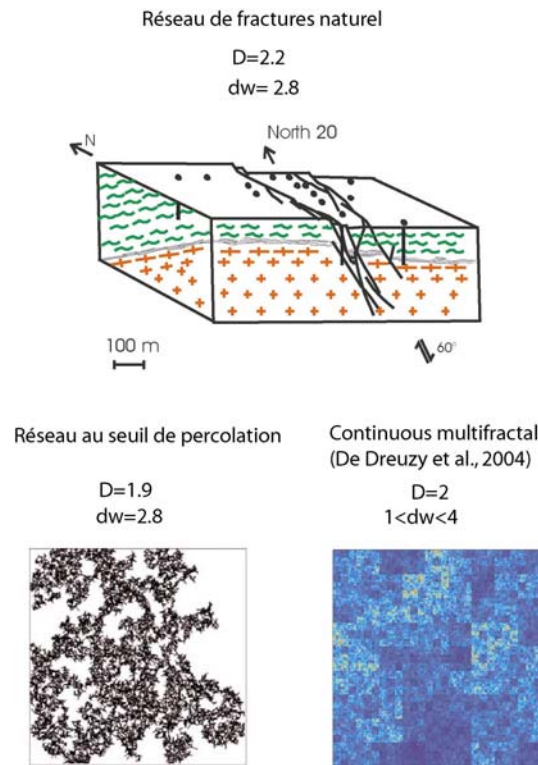 Réseau de fractures naturel
D=2.2
dw= 2.8
N
North 20
100 m
60°
Réseau au seuil de percolation
D=1.9
dw=2.8
Continuous multifractal
(De Dreuzy et al., 2004)
D=2
1<dw<4